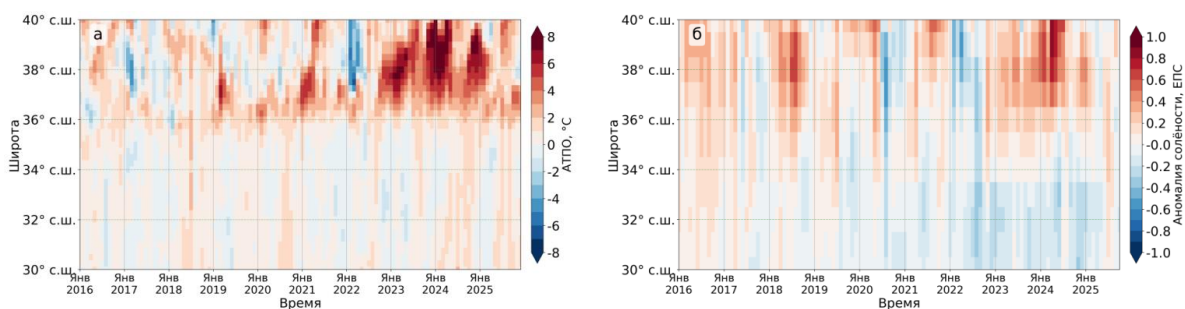 а
40° с.ш.
38° с.ш.
36° с.ш.
34° с.ш.
32° с.ш.
30° с.ш.
Широта
Янв 2016
Янв 2017
Янв 2018
Янв 2019
Янв 2020
Янв 2021
Янв 2022
Янв 2023
Янв 2024
Янв 2025
Время
8
6
4
2
0
-2
-4
-6
-8
АТПО, °C
б
40° с.ш.
38° с.ш.
36° с.ш.
34° с.ш.
32° с.ш.
30° с.ш.
Широта
Янв 2016
Янв 2017
Янв 2018
Янв 2019
Янв 2020
Янв 2021
Янв 2022
Янв 2023
Янв 2024
Янв 2025
Время
1.0
0.8
0.6
0.4
0.2
-0.0
-0.2
-0.4
-0.6
-0.8
-1.0
Аномалия солёности, ЕПС